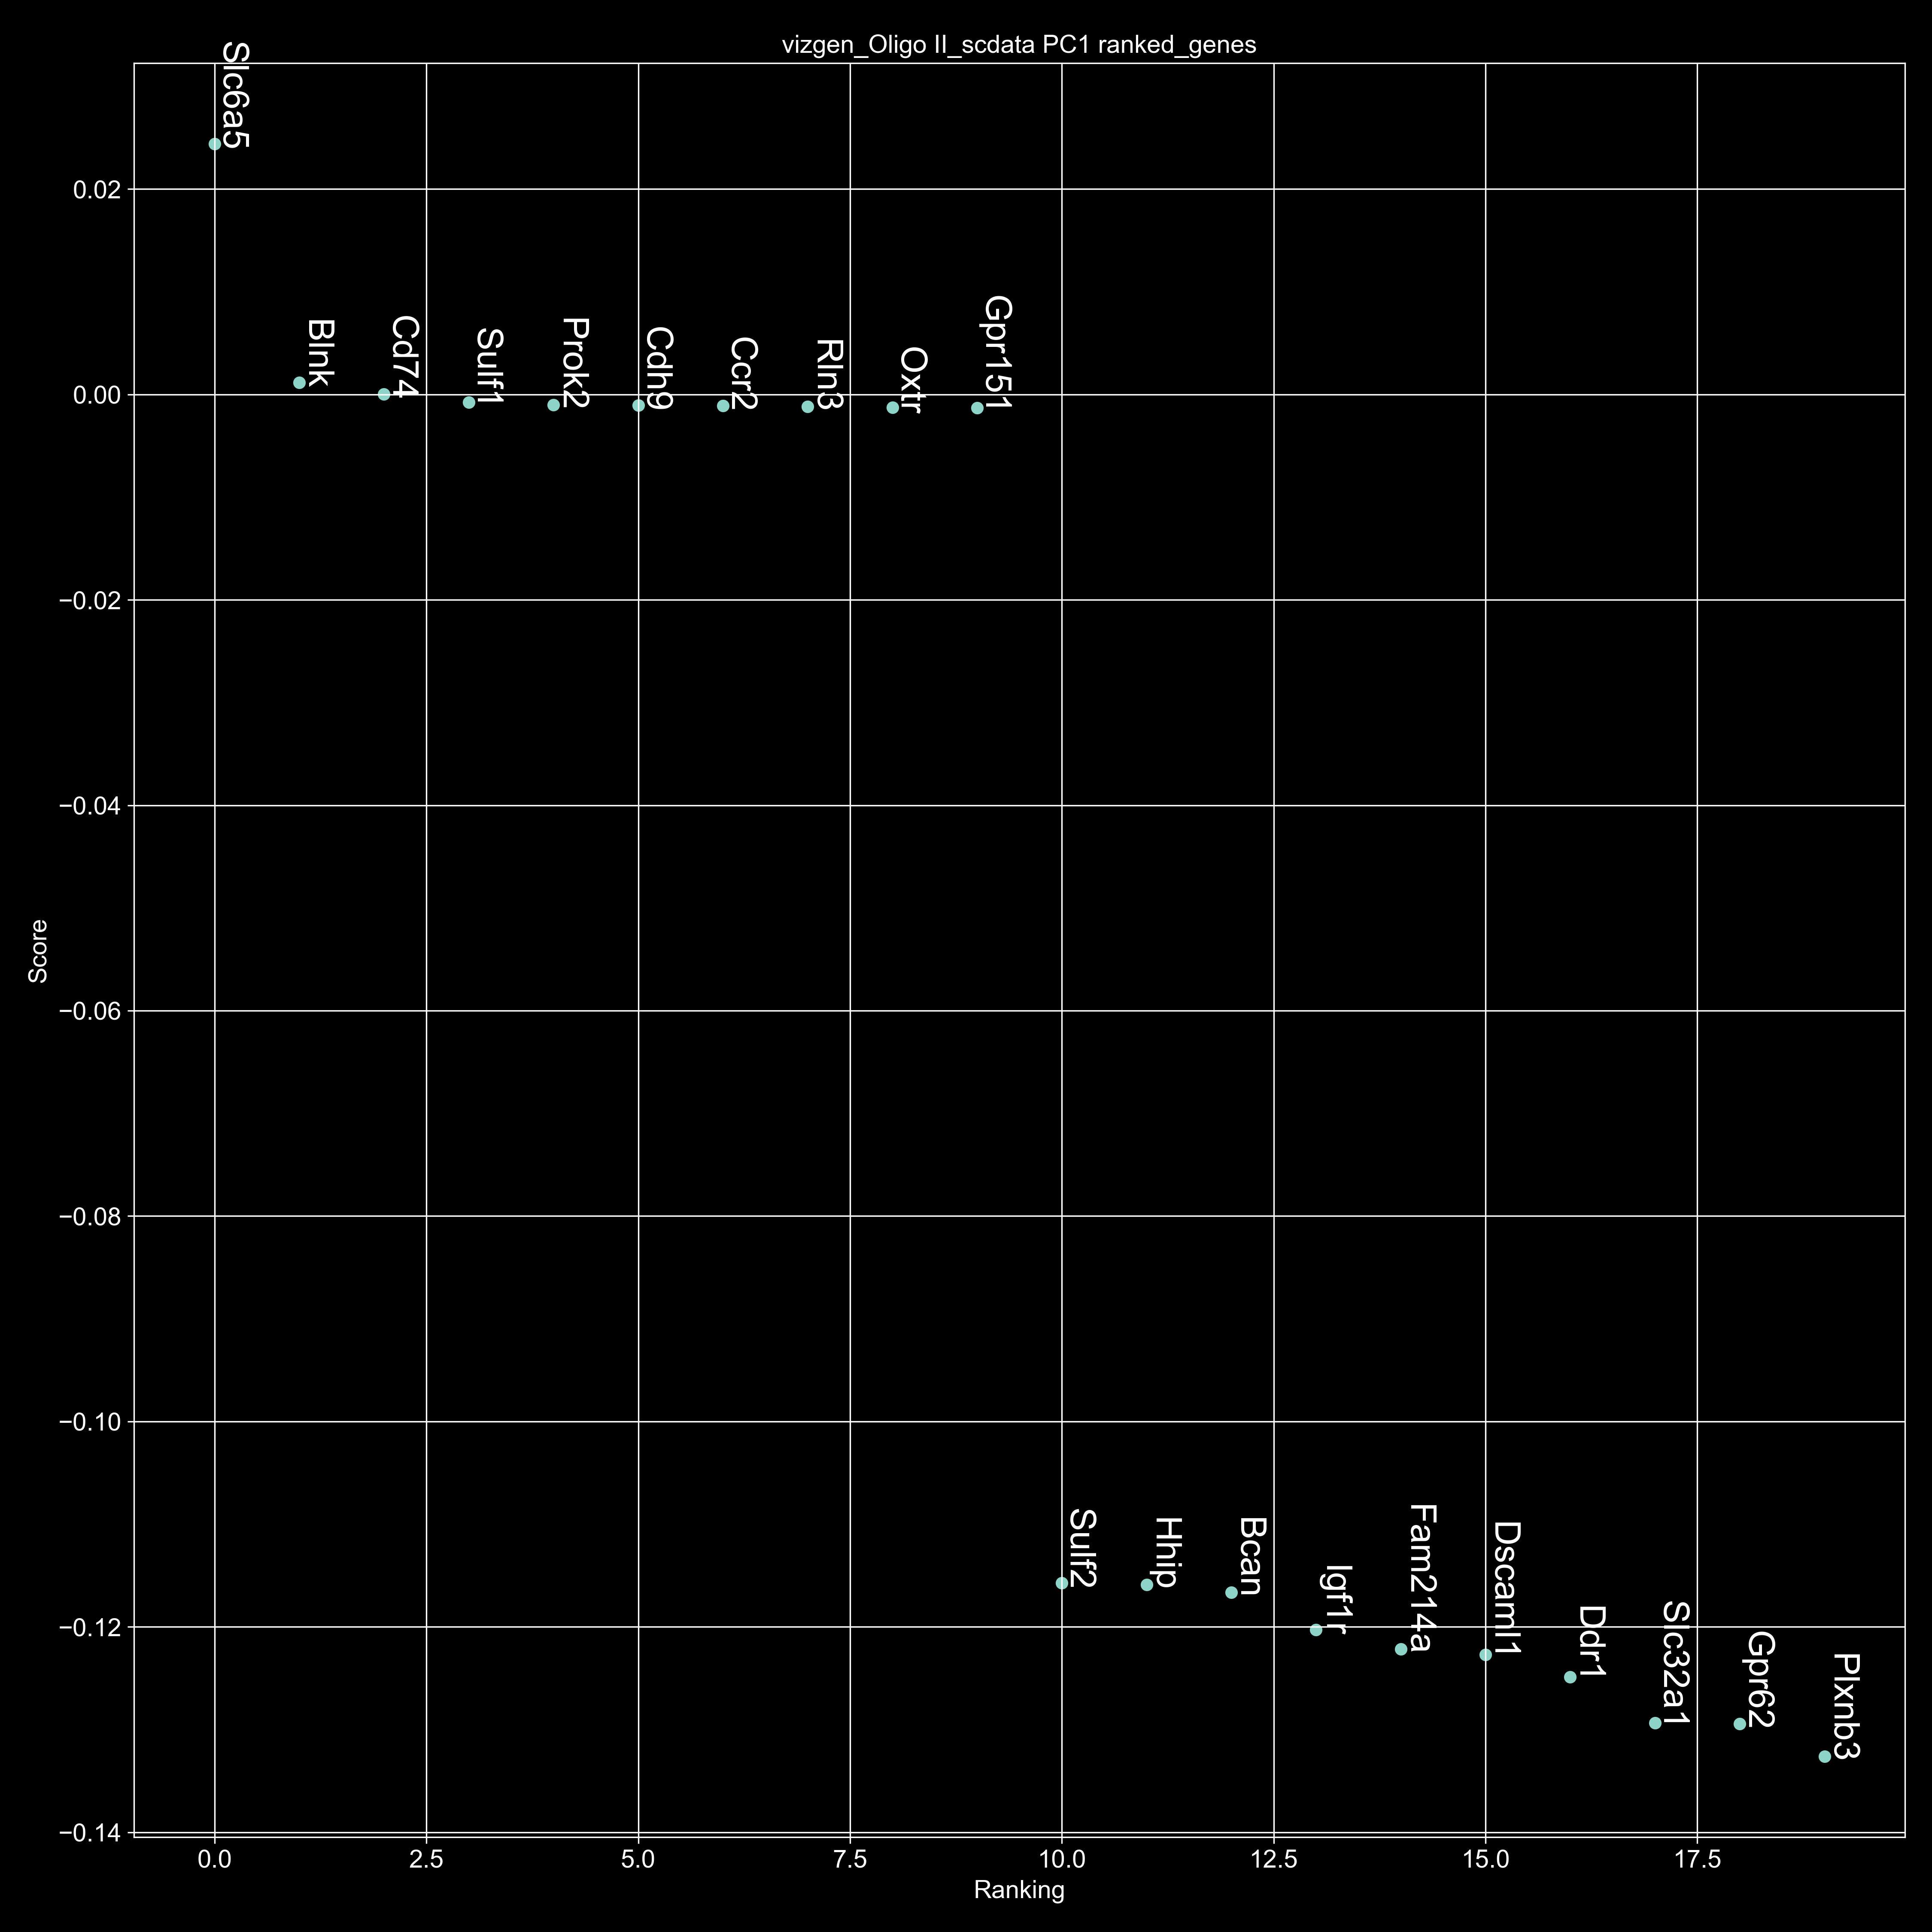 vizgen_Oligo II_scdata PC1 ranked_genes
Slc6a5
Blnk
Cd74
Sulf1
Prok2
Cdh9
Ccr2
Rln3
Oxtr
Gpr151
Sulf2
Hhip
Bcan
Igf1r
Fam214a
Dscaml1
Ddr1
Slc32a1
Gpr62
Plxnb3
0.02
0.00
−0.02
−0.04
−0.06
−0.08
−0.10
−0.12
−0.14
Score
0.0 2.5 5.0 7.5 10.0 12.5 15.0 17.5
Ranking